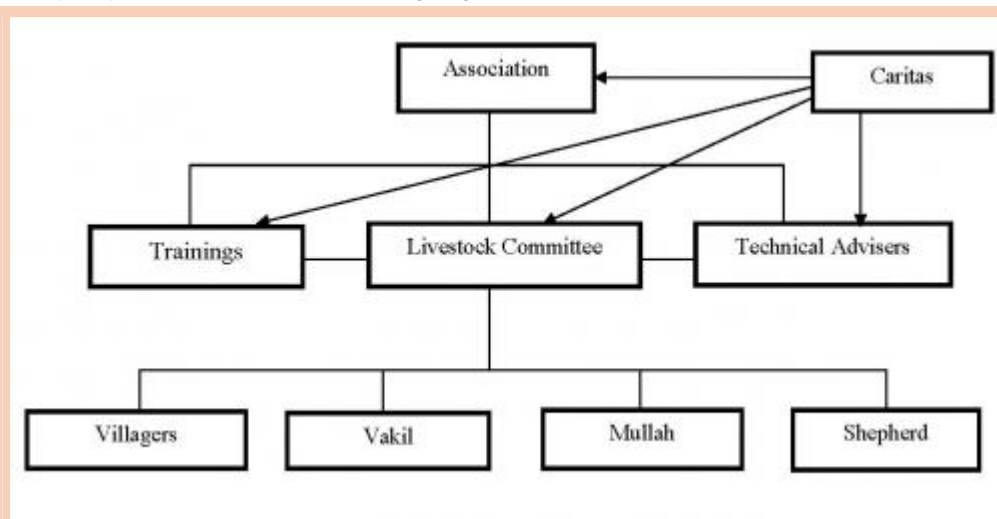 Association
Caritas
Trainings
Livestock Committee
Technical Advisers
Villagers
Vakil
Mullah
Shepherd